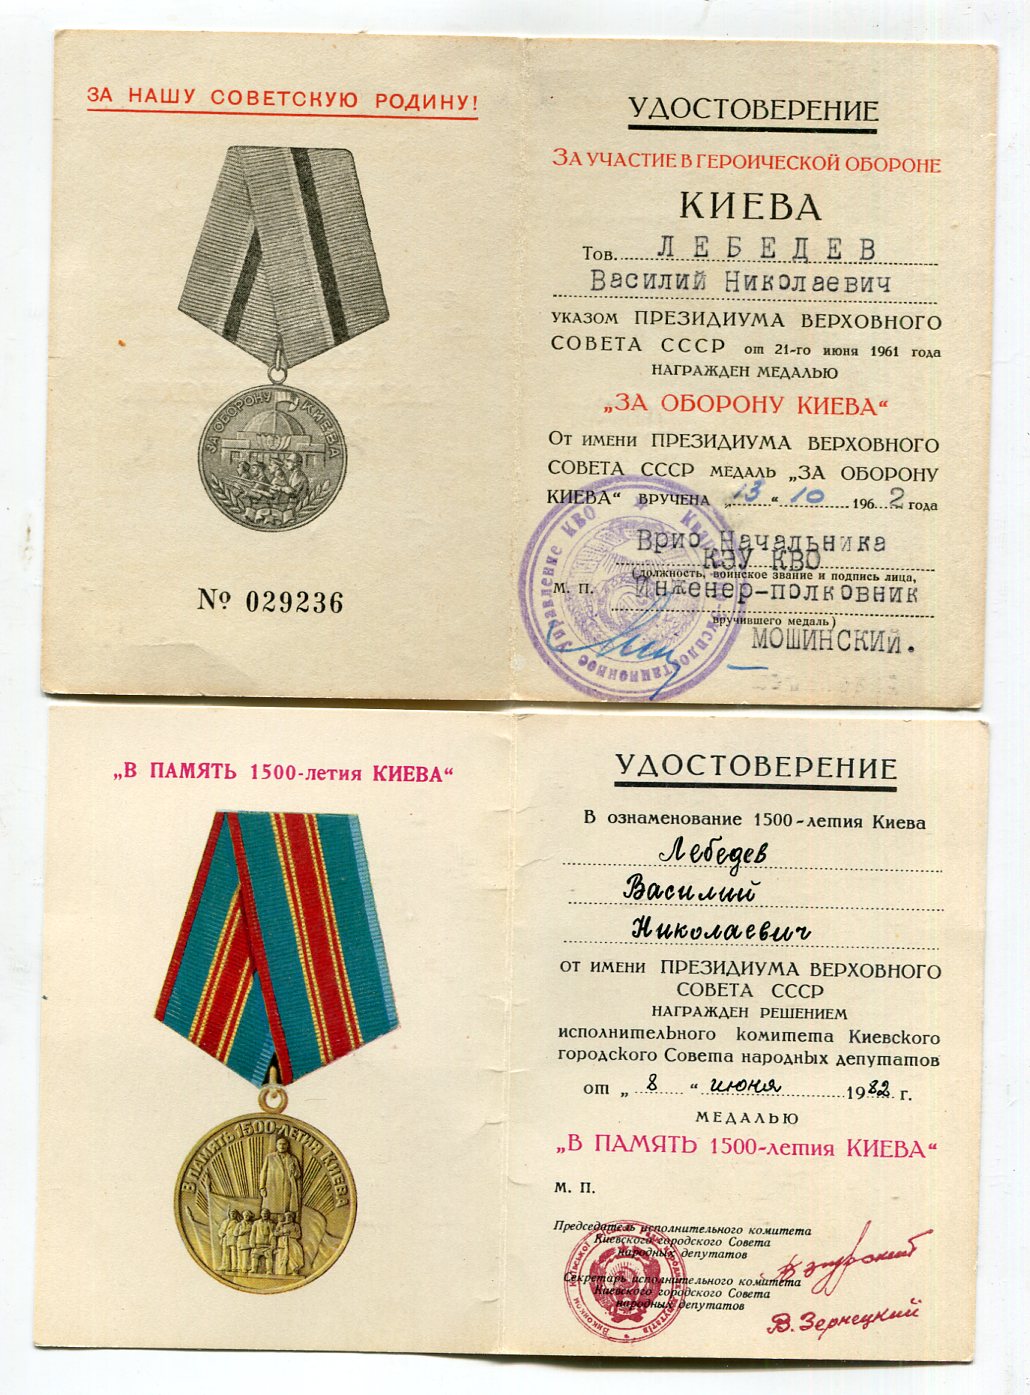 ЗА НАШУ СОВЕТСКУЮ РОДИНУ!
ЗА ОБОРОНУ КИЕВА
№ 029236
УДОСТОВЕРЕНИЕ
ЗА УЧАСТИЕ В ГЕРОИЧЕСКОЙ ОБОРОНЕ
КИЕВА
Тов. ЛЕБЕДЕВ
Василий Николаевич
УКАЗОМ ПРЕЗИДИУМА ВЕРХОВНОГО
СОВЕТА СССР от 21-го июня 1961 года
НАГРАЖДЕН МЕДАЛЬЮ
„ЗА ОБОРОНУ КИЕВА“
От имени ПРЕЗИДИУМА ВЕРХОВНОГО
СОВЕТА СССР медаль „ЗА ОБОРОНУ
КИЕВА“ вручена „13“ 10 1962 года
Врио Начальника
КЭУ КВО
(должность, воинское звание и подпись лица,
М. П. Инженер-полковник
вручившего медаль)
МОШИНСКИЙ.
„В ПАМЯТЬ 1500-летия КИЕВА“
В ПАМЯТЬ 1500-ЛЕТИЯ КИЕВА
УДОСТОВЕРЕНИЕ
В ознаменование 1500-летия Киева
Лебедев
Василий
Николаевич
от имени ПРЕЗИДИУМА ВЕРХОВНОГО
СОВЕТА СССР
НАГРАЖДЕН РЕШЕНИЕМ
исполнительного комитета Киевского
городского Совета народных депутатов
от „8“ июня 1982 г.
МЕДАЛЬЮ
„В ПАМЯТЬ 1500-летия КИЕВА“
М. П.
Председатель исполнительного комитета
Киевского городского Совета
народных депутатов
Секретарь исполнительного комитета
Киевского городского Совета
народных депутатов
В. Зернецкий